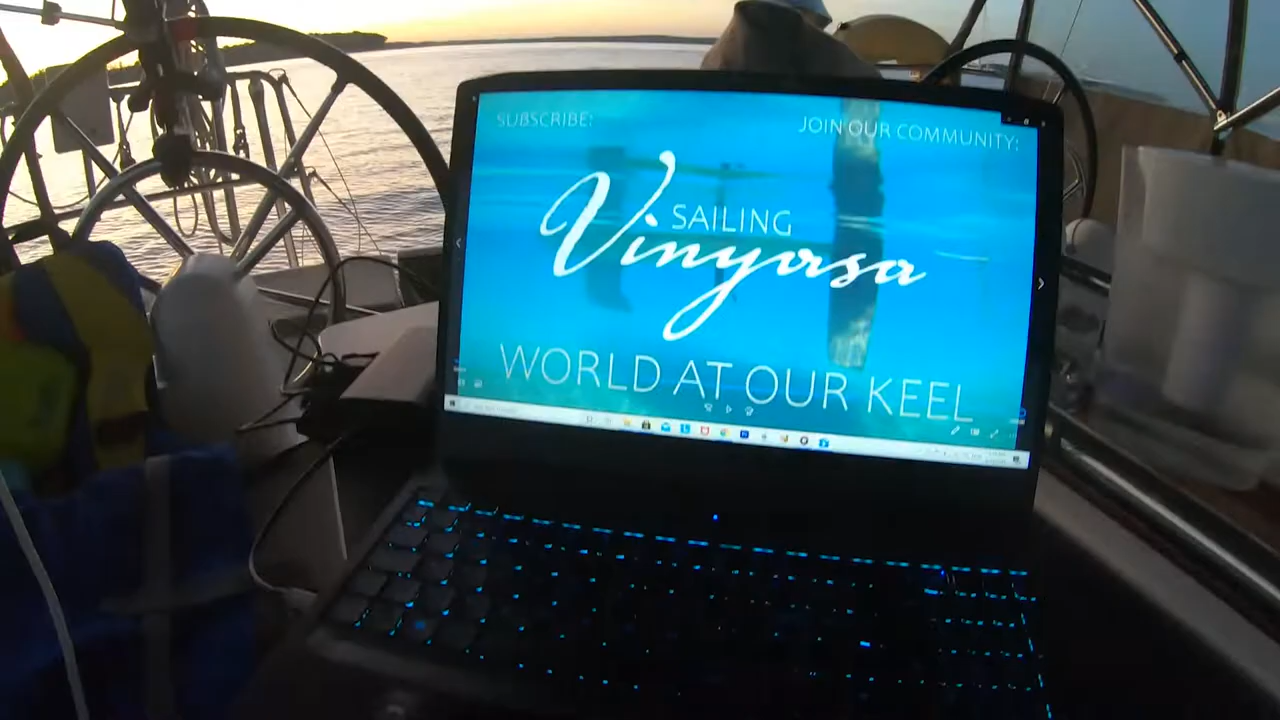 SUBSCRIBE:
JOIN OUR COMMUNITY:
SAILING
Vinyasa
WORLD AT OUR KEEL